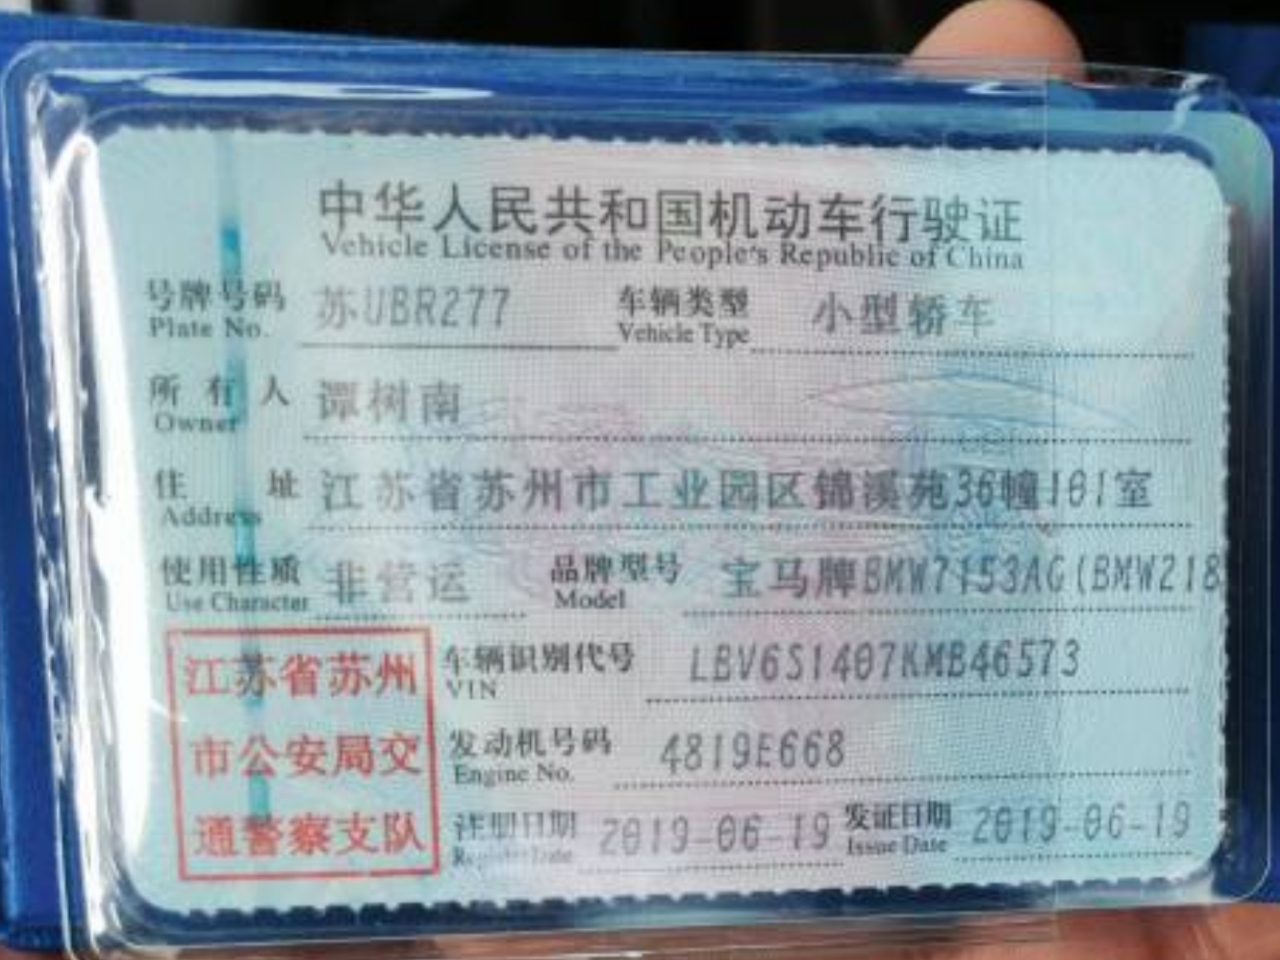 中华人民共和国机动车行驶证
Vehicle License of the People's Republic of China
号牌号码 苏UBR277 车辆类型 小型轿车
Plate No. Vehicle Type
所有人 谭树南
Owner
住址 江苏省苏州市工业园区锦溪苑36幢101室
Address
使用性质 非营运 品牌型号 宝马牌BMW7153AG(BMW218
Use Character Model
江苏省苏州
市公安局交
通警察支队
车辆识别代号 LBV6S1407KMB46573
VIN
发动机号码 4819E668
Engine No.
注册日期 2019-06-19 发证日期 2019-06-19
Register Date Issue Date